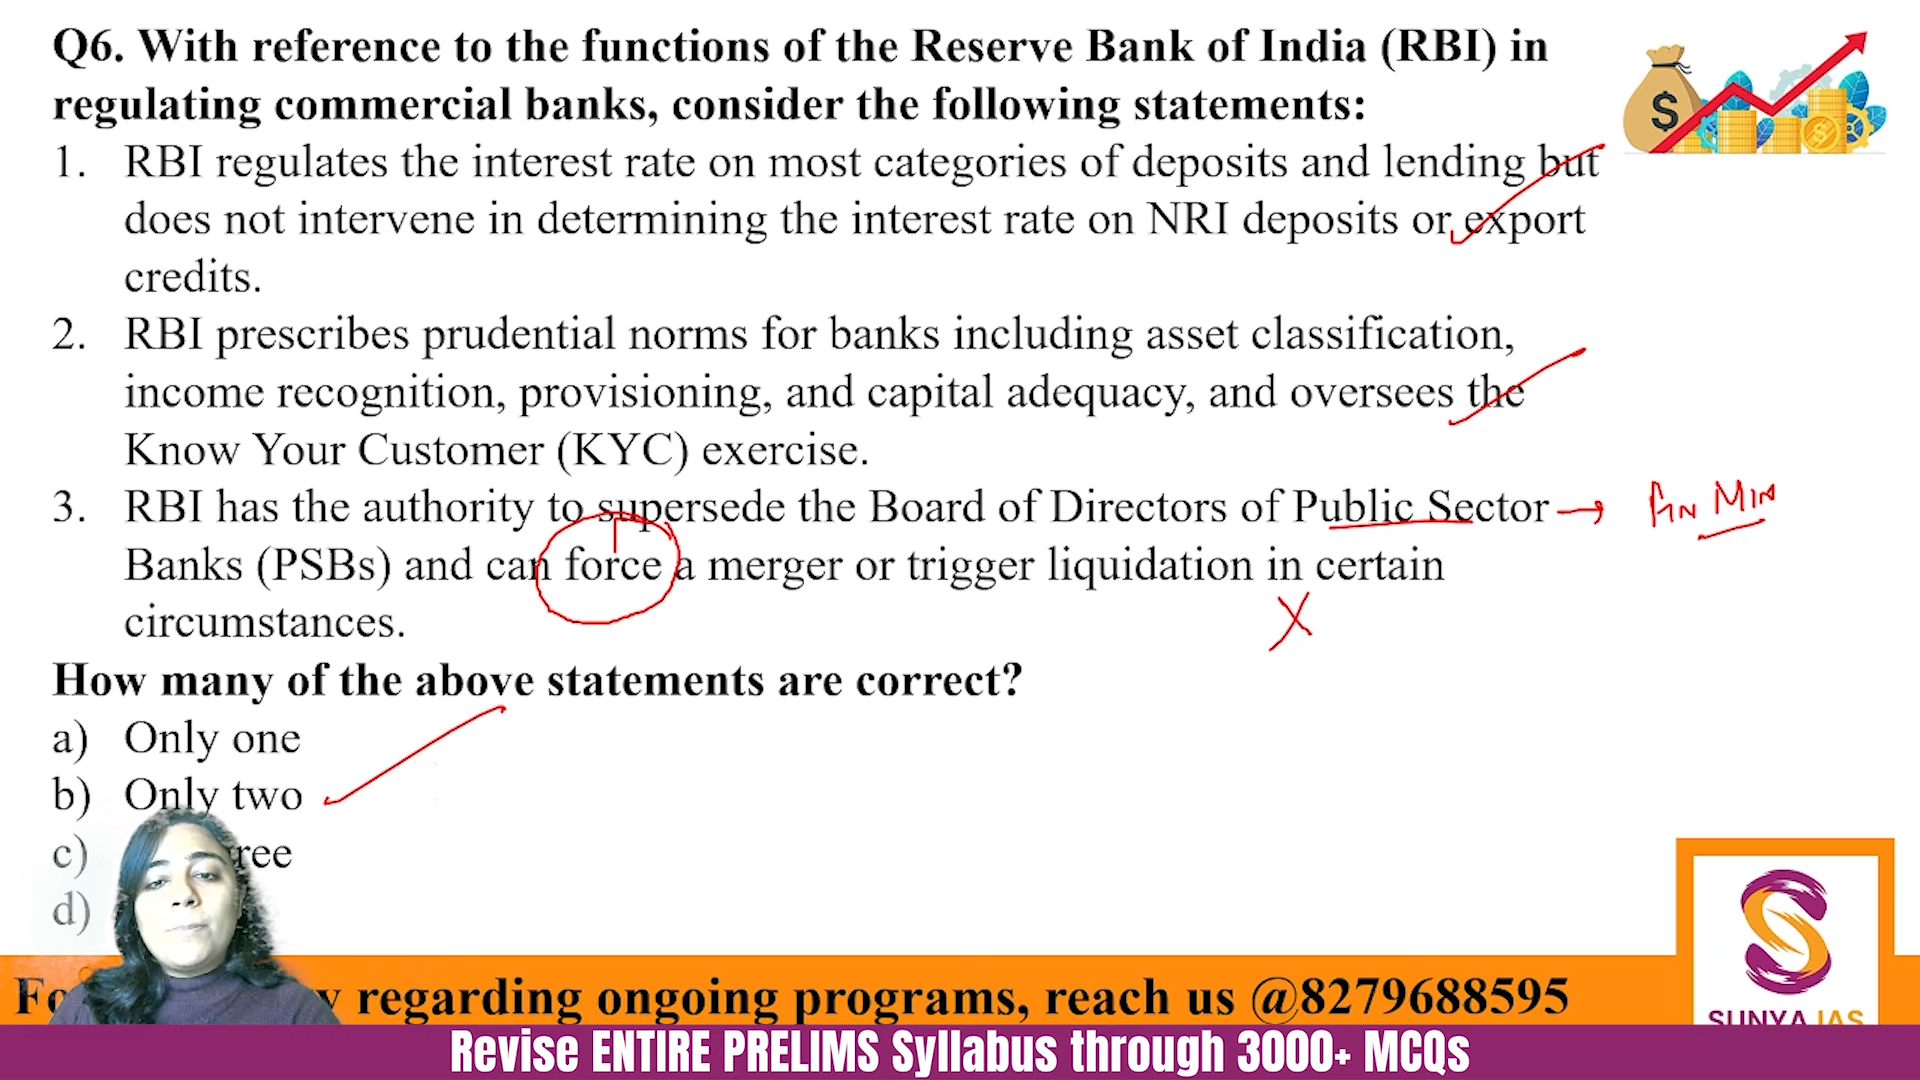 Q6. With reference to the functions of the Reserve Bank of India (RBI) in
regulating commercial banks, consider the following statements:
1. RBI regulates the interest rate on most categories of deposits and lending but
does not intervene in determining the interest rate on NRI deposits or export
credits.
2. RBI prescribes prudential norms for banks including asset classification,
income recognition, provisioning, and capital adequacy, and oversees the
Know Your Customer (KYC) exercise.
3. RBI has the authority to supersede the Board of Directors of Public Sector → FIN MIN
Banks (PSBs) and can force a merger or trigger liquidation in certain
circumstances.
How many of the above statements are correct?
a) Only one
b) Only two
c)
d)
regarding ongoing programs, reach us @8279688595
SUNYA IAS
Revise ENTIRE PRELIMS Syllabus through 3000+ MCQs